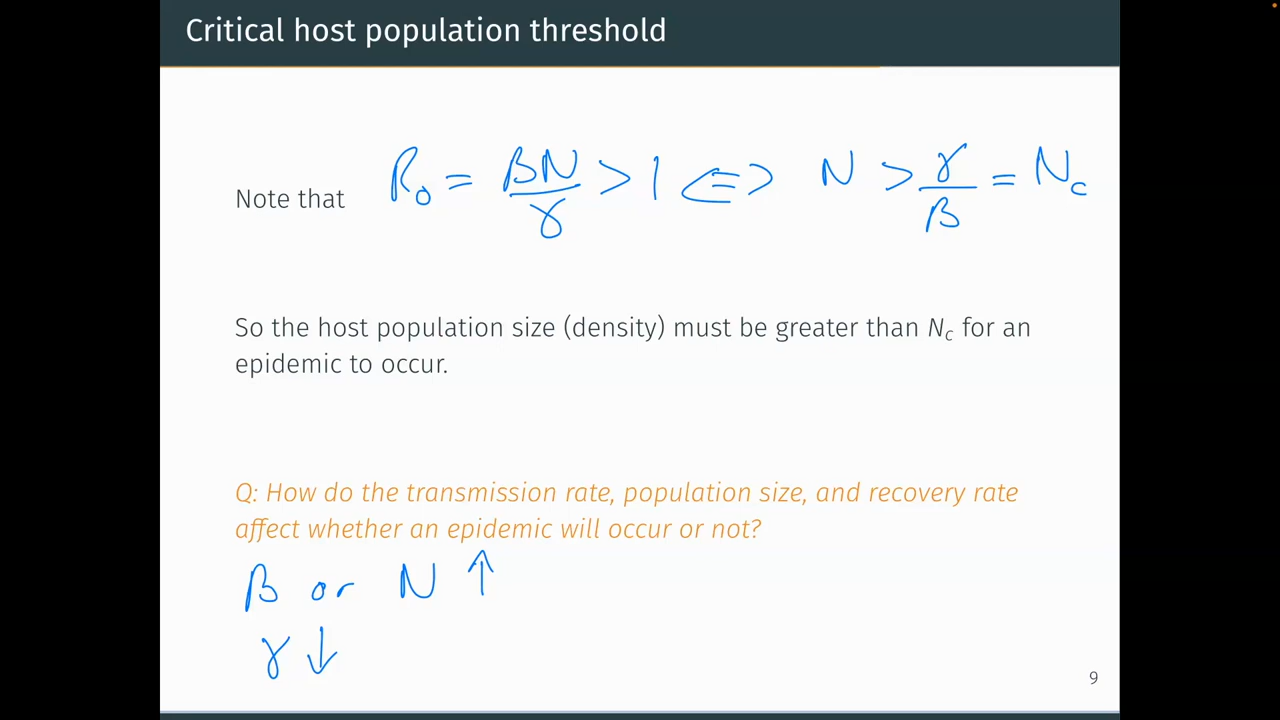 Critical host population threshold
Note that R₀ = βN/γ > 1 <=> N > γ/β = N_c
So the host population size (density) must be greater than N_c for an
epidemic to occur.
Q: How do the transmission rate, population size, and recovery rate
affect whether an epidemic will occur or not?
β or N ↑
γ ↓
9